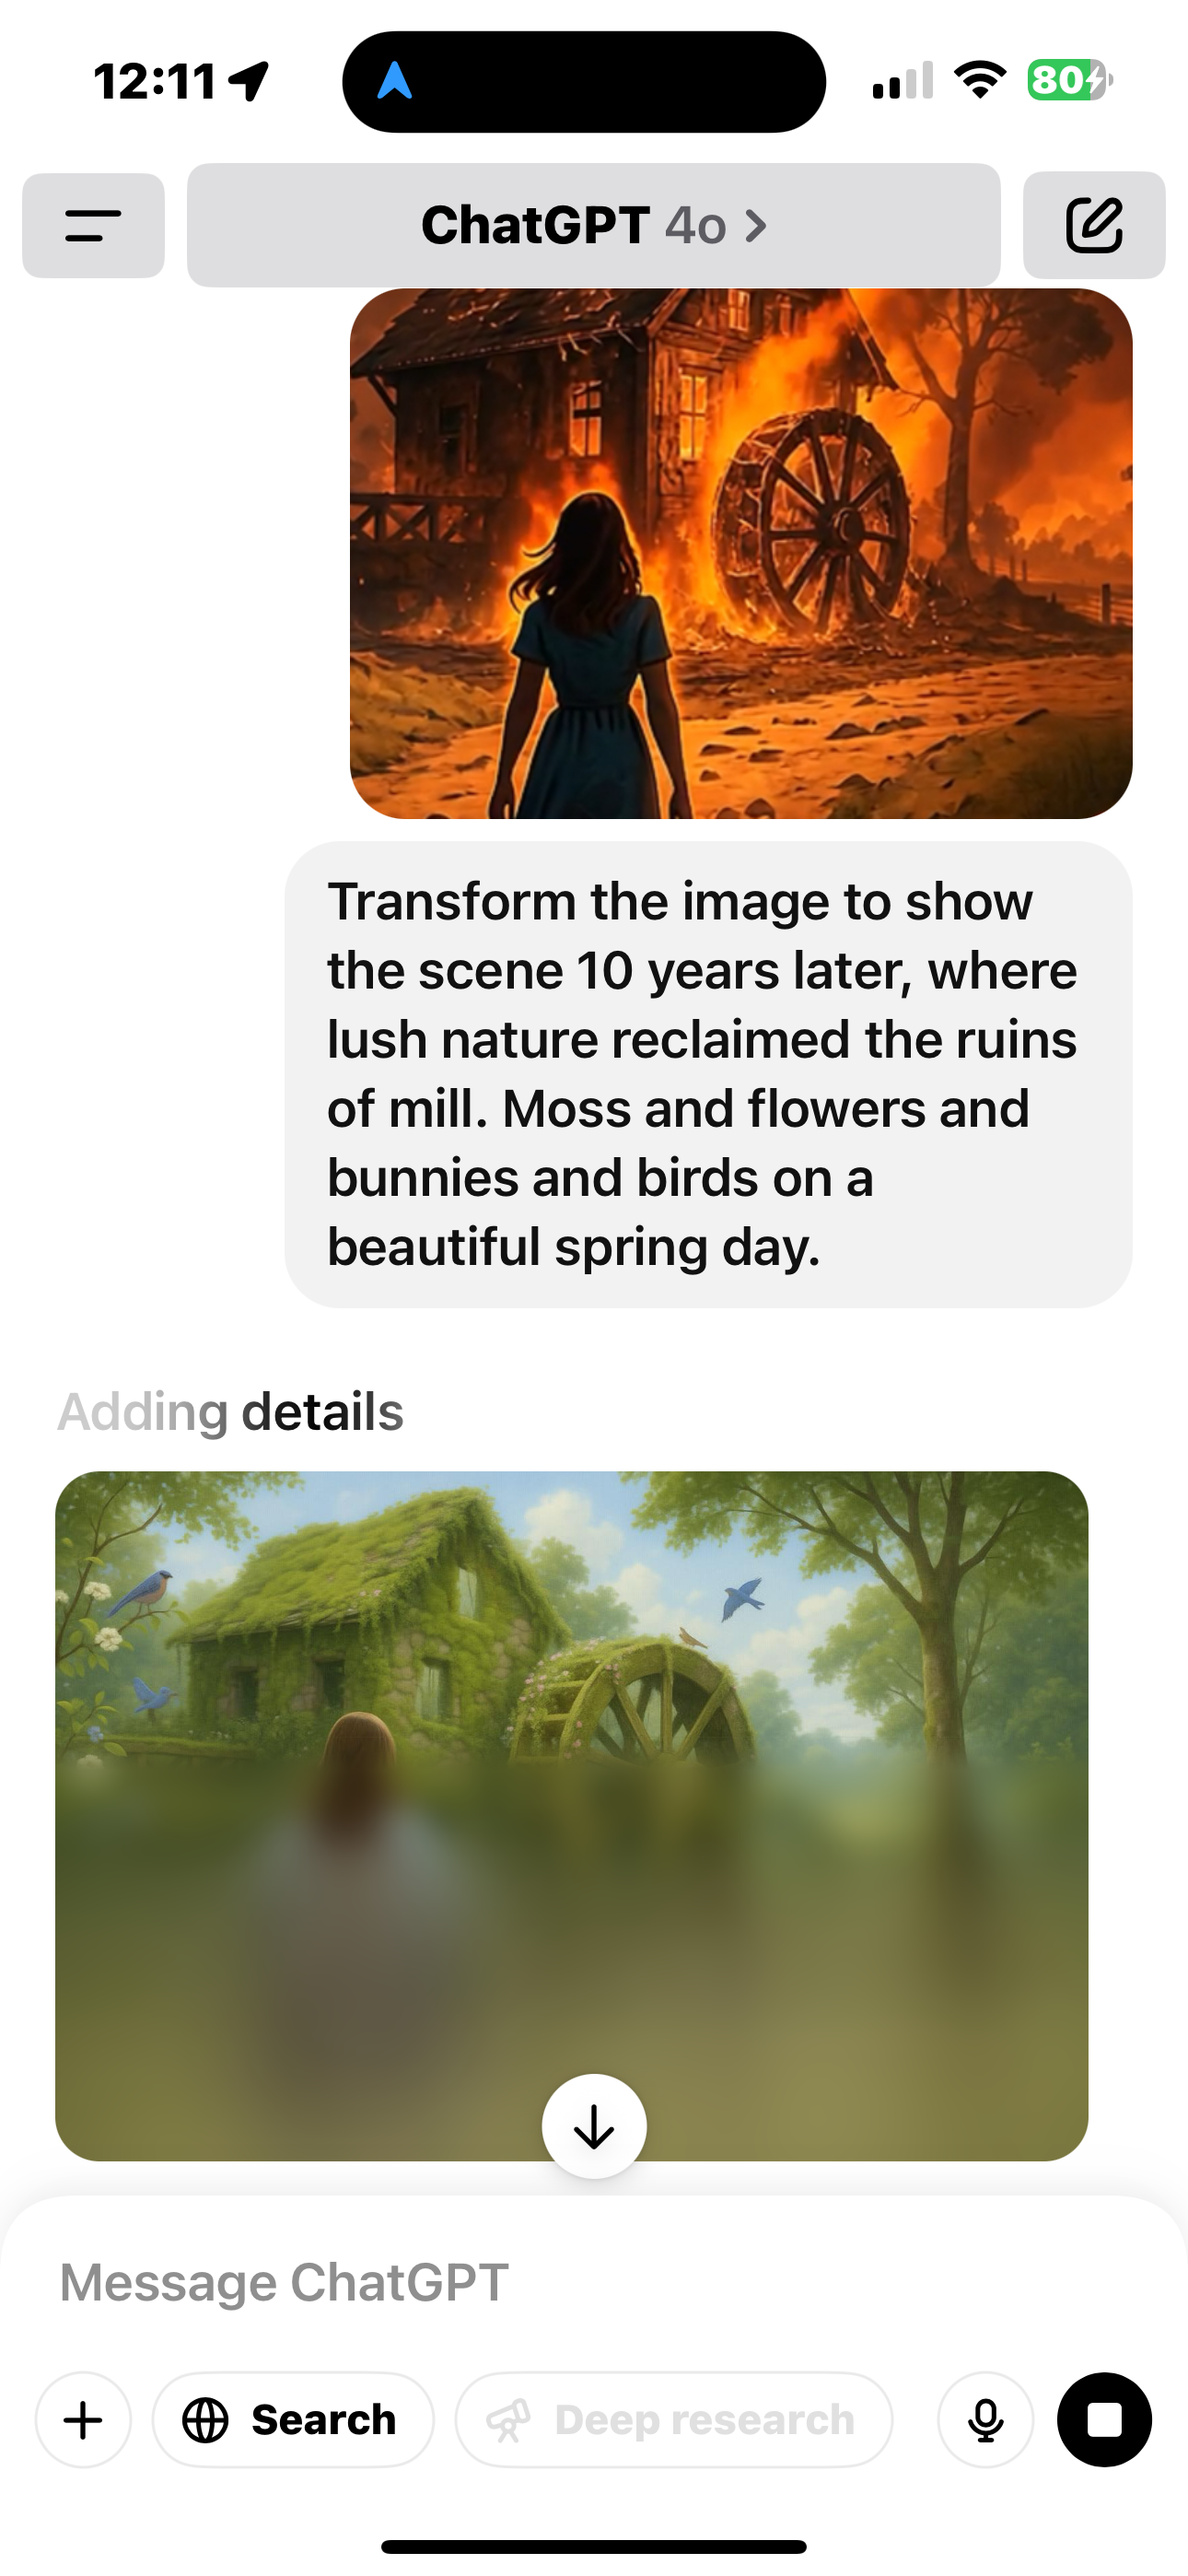 12:11
80
ChatGPT 4o >
Transform the image to show
the scene 10 years later, where
lush nature reclaimed the ruins
of mill. Moss and flowers and
bunnies and birds on a
beautiful spring day.
Adding details
Message ChatGPT
Search
Deep research